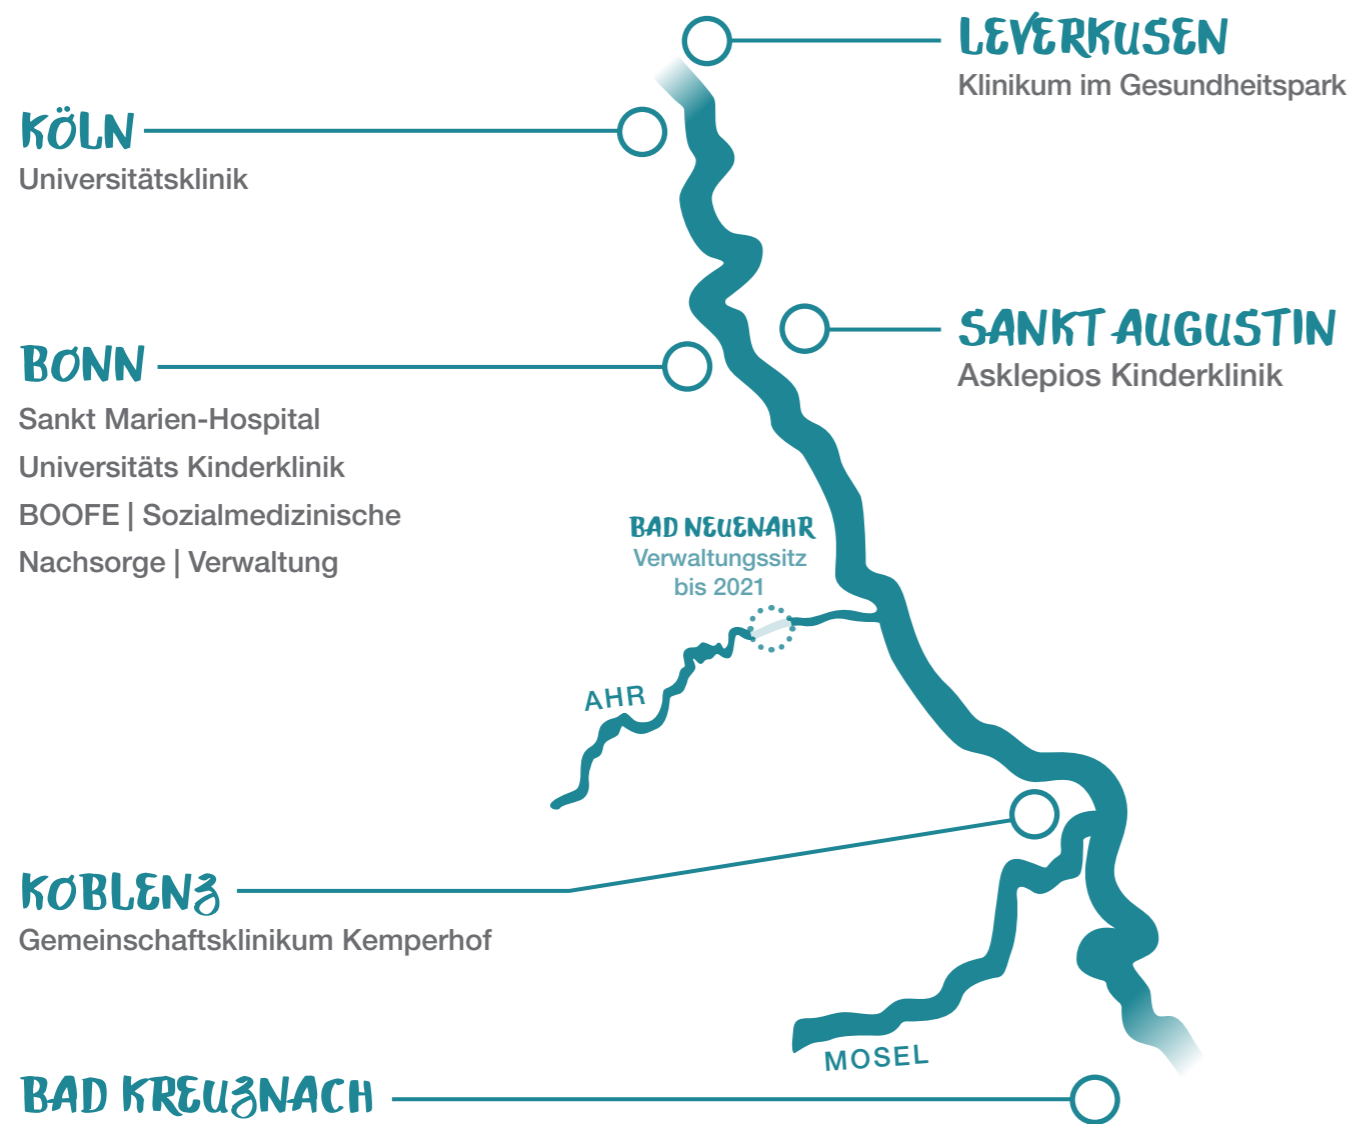 LEVERKUSEN
Klinikum im Gesundheitspark
KÖLN
Universitätsklinik
SANKT AUGUSTIN
Asklepios Kinderklinik
BONN
Sankt Marien-Hospital
Universitäts Kinderklinik
BOOFE | Sozialmedizinische
Nachsorge | Verwaltung
BAD NEUENAHR
Verwaltungssitz
bis 2021
AHR
KOBLENZ
Gemeinschaftsklinikum Kemperhof
MOSEL
BAD KREUZNACH